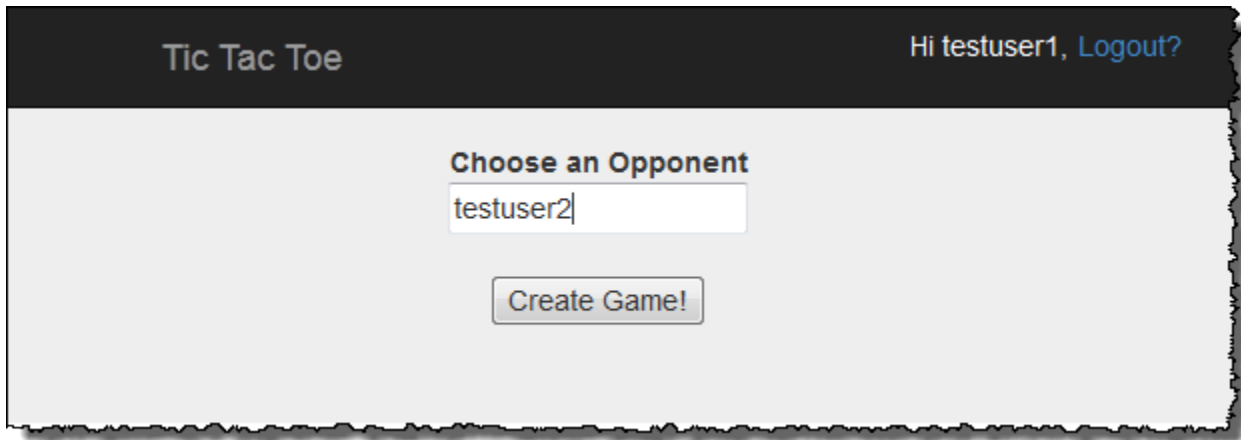 Tic Tac Toe
Hi testuser1, Logout?
Choose an Opponent
testuser2
Create Game!